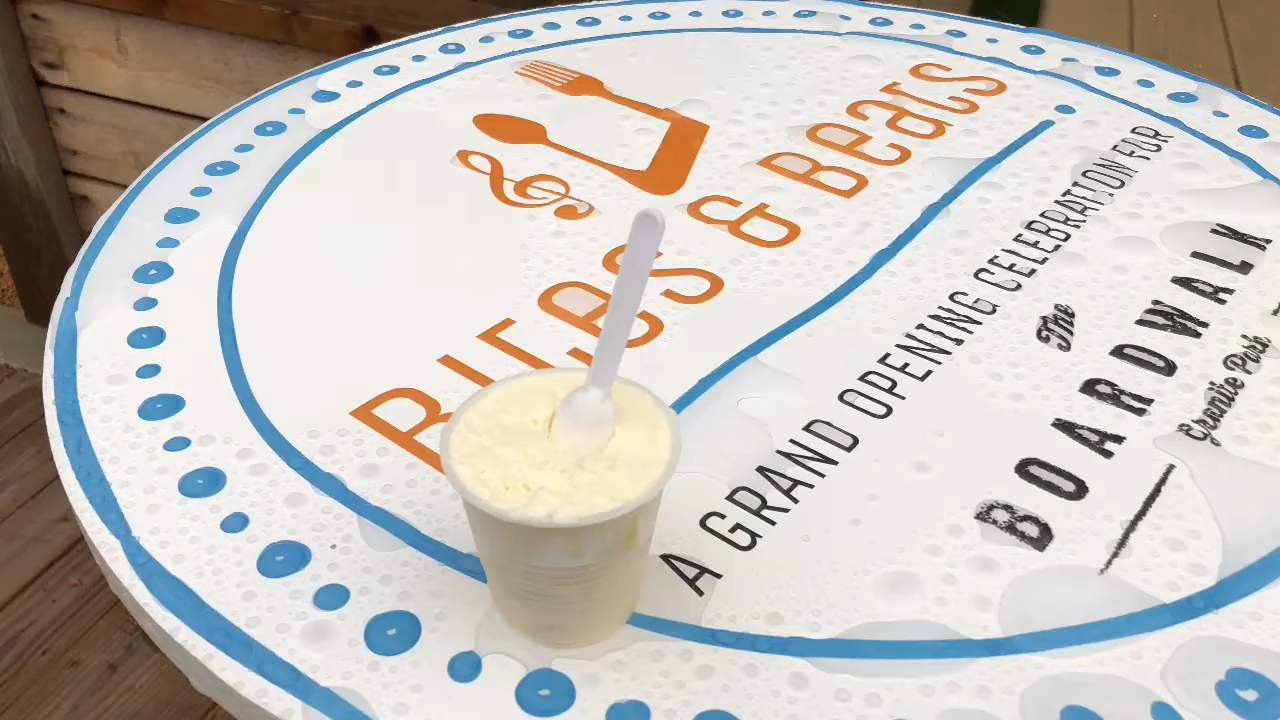 Bites & Beats
A GRAND OPENING CELEBRATION FOR
The
BOARDWALK
Granite Park